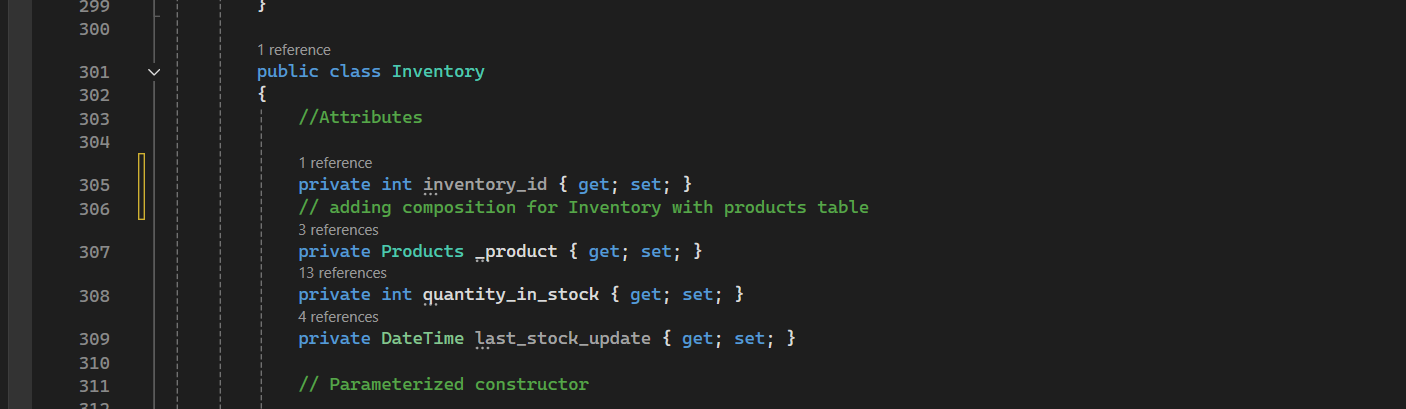 299 }
300
1 reference
301 public class Inventory
302 {
303 //Attributes
304
1 reference
305 private int inventory_id { get; set; }
306 // adding composition for Inventory with products table
3 references
307 private Products _product { get; set; }
13 references
308 private int quantity_in_stock { get; set; }
4 references
309 private DateTime last_stock_update { get; set; }
310
311 // Parameterized constructor
312